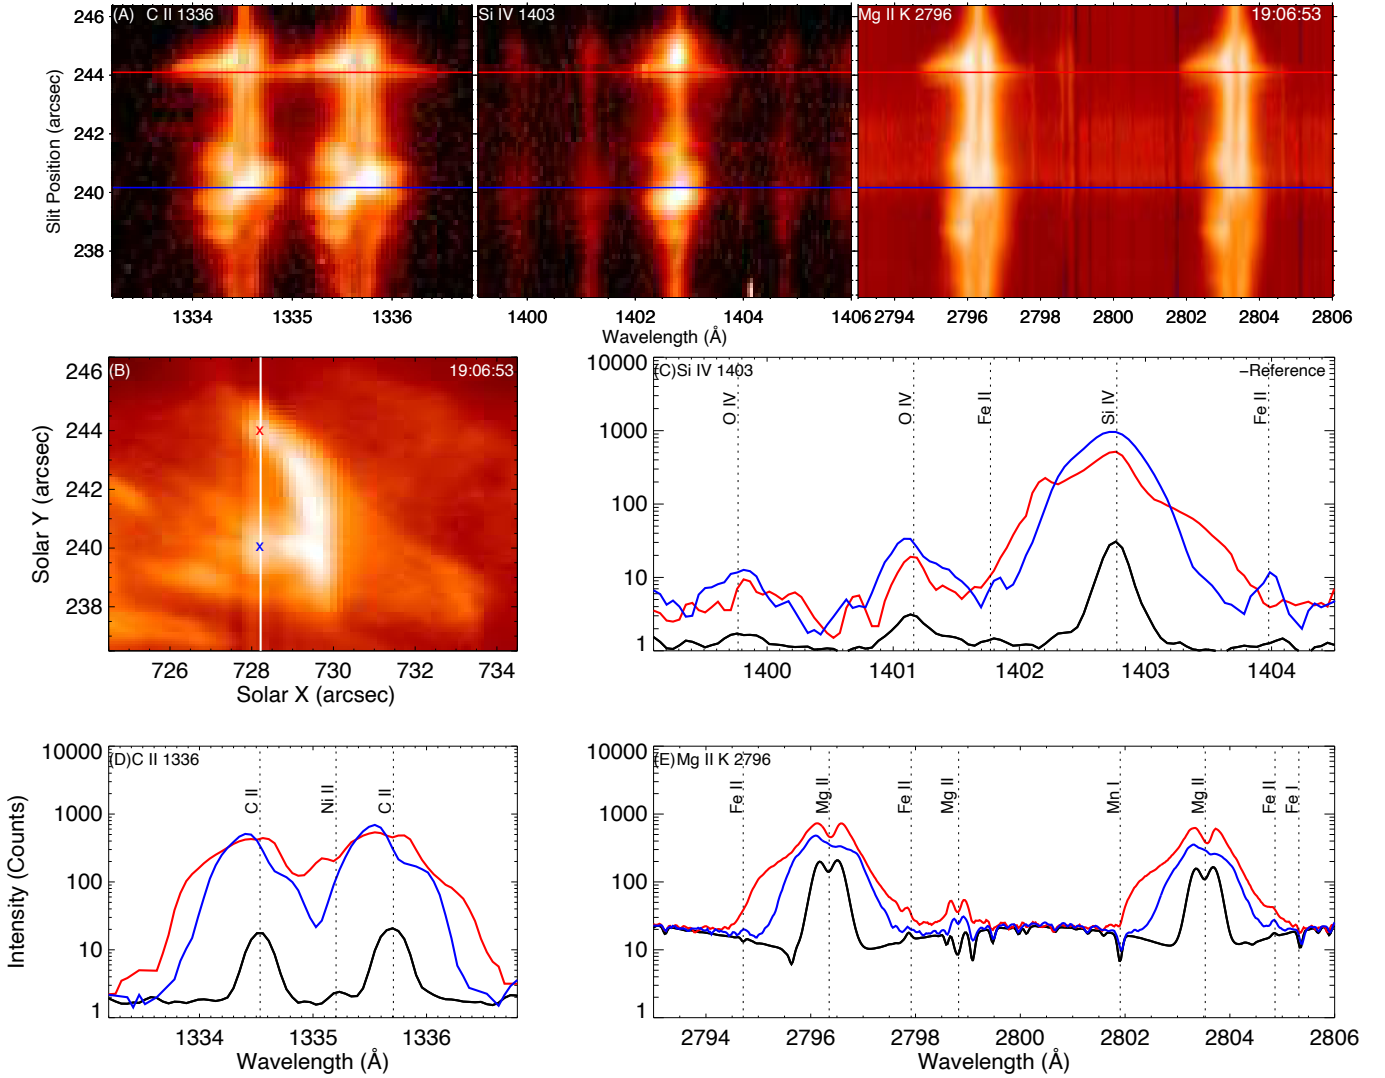 (A) C II 1336
Si IV 1403
Mg II K 2796 19:06:53
246
244
242
240
238
Slit Position (arcsec)
1334 1335 1336
1400 1402 1404 1406
2794 2796 2798 2800 2802 2804 2806
Wavelength (Å)
(B) 19:06:53
246
244
242
240
238
Solar Y (arcsec)
x
x
726 728 730 732 734
Solar X (arcsec)
(C)Si IV 1403 −Reference
10000
1000
100
10
1
O IV
O IV
Fe II
Si IV
Fe II
1400 1401 1402 1403 1404
(D)C II 1336
10000
1000
100
10
1
Intensity (Counts)
C II
Ni II
C II
1334 1335 1336
Wavelength (Å)
(E)Mg II K 2796
10000
1000
100
10
1
Fe II
Mg II
Fe II
Mg II
Mn I
Mg II
Fe II
Fe I
2794 2796 2798 2800 2802 2804 2806
Wavelength (Å)